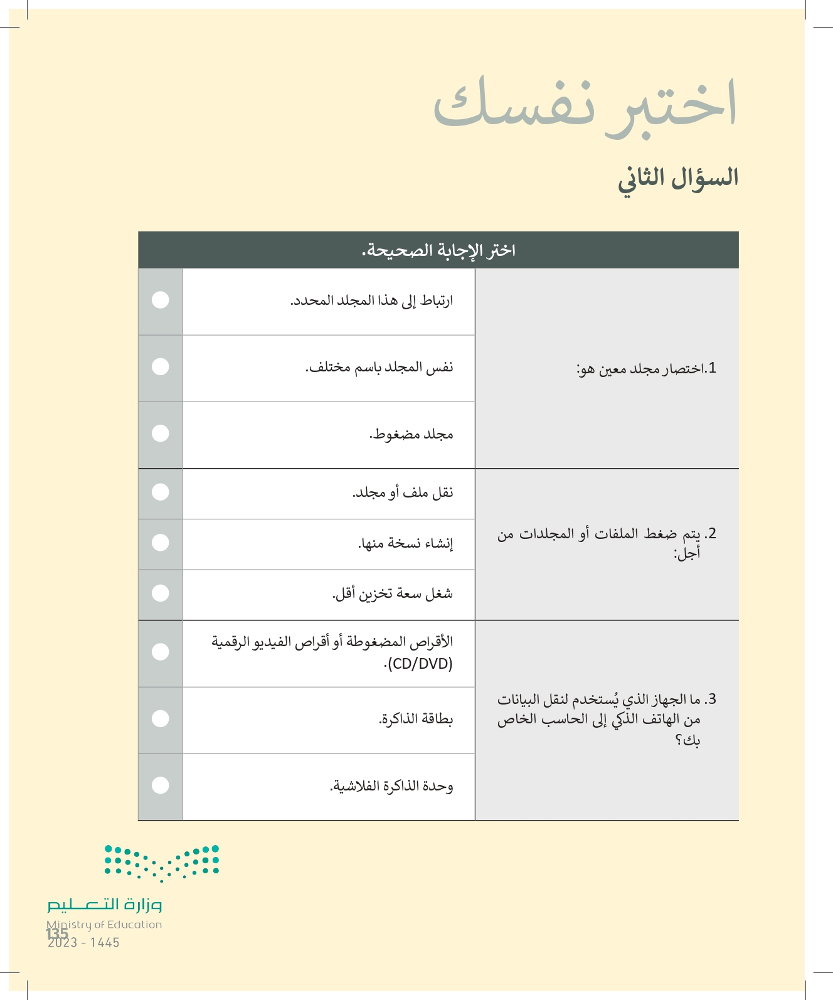 اختبر نفسك
السؤال الثاني
اختر الإجابة الصحيحة.
1.اختصار مجلد معين هو:
ارتباط إلى هذا المجلد المحدد.
نفس المجلد باسم مختلف.
مجلد مضغوط.
2. يتم ضغط الملفات أو المجلدات من
أجل:
نقل ملف أو مجلد.
إنشاء نسخة منها.
شغل سعة تخزين أقل.
3. ما الجهاز الذي يُستخدم لنقل البيانات
من الهاتف الذكي إلى الحاسب الخاص
بك؟
الأقراص المضغوطة أو أقراص الفيديو الرقمية
(CD/DVD).
بطاقة الذاكرة.
وحدة الذاكرة الفلاشية.
وزارة التعليم
Ministry of Education
135
2023 - 1445